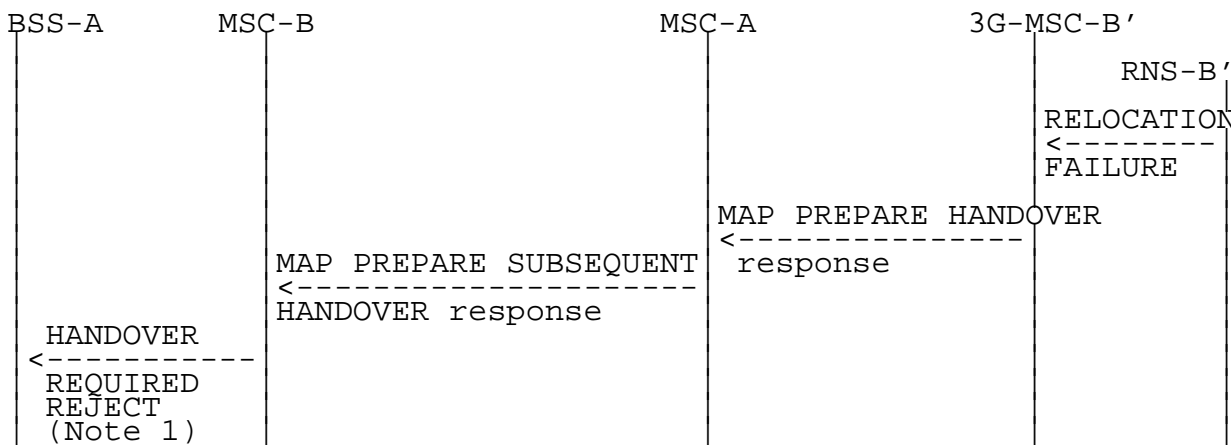 BSS-A MSC-B MSC-A 3G-MSC-B'
RNS-B'
RELOCATION
<--------
FAILURE
MAP PREPARE HANDOVER
<---------------
MAP PREPARE SUBSEQUENT response
<---------------------
HANDOVER response
HANDOVER
<-----------
REQUIRED
REJECT
(Note 1)